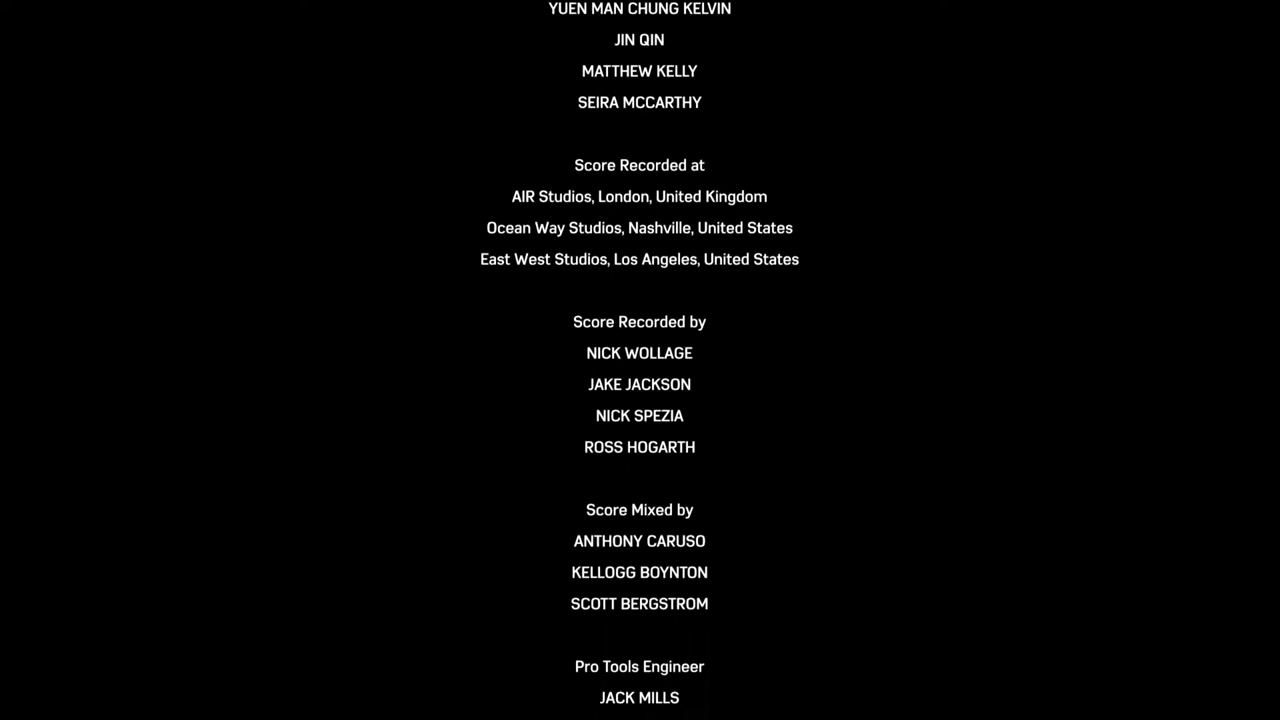 YUEN MAN CHUNG KELVIN
JIN QIN
MATTHEW KELLY
SEIRA MCCARTHY
Score Recorded at
AIR Studios, London, United Kingdom
Ocean Way Studios, Nashville, United States
East West Studios, Los Angeles, United States
Score Recorded by
NICK WOLLAGE
JAKE JACKSON
NICK SPEZIA
ROSS HOGARTH
Score Mixed by
ANTHONY CARUSO
KELLOGG BOYNTON
SCOTT BERGSTROM
Pro Tools Engineer
JACK MILLS